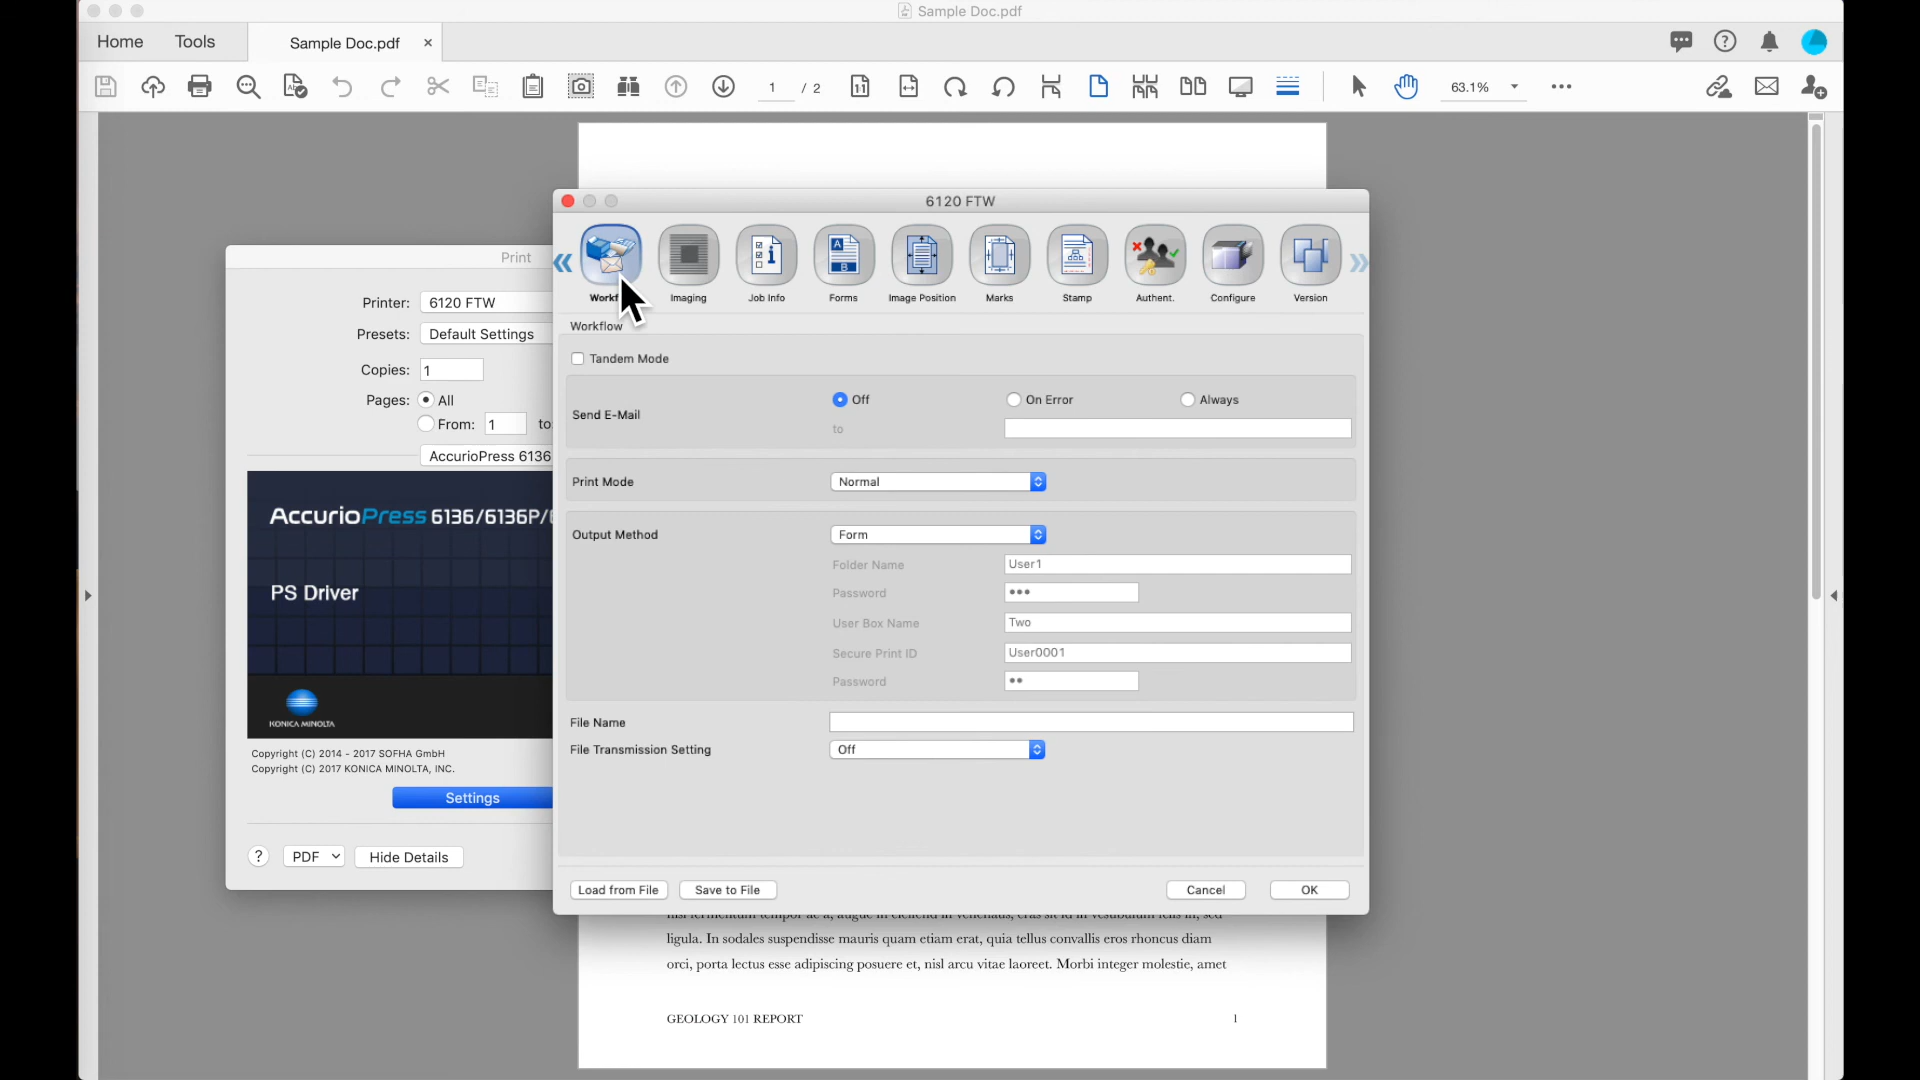 Sample Doc.pdf
Home Tools Sample Doc.pdf ×
1 / 2
63.1%
Print
Printer: 6120 FTW
Presets: Default Settings
Copies: 1
Pages: All
From: 1 to
AccurioPress 6136
AccurioPress 6136/6136P/
PS Driver
KONICA MINOLTA
Copyright (C) 2014 - 2017 SOFHA GmbH
Copyright (C) 2017 KONICA MINOLTA, INC.
Settings
? PDF Hide Details
6120 FTW
Imaging Job Info Forms Image Position Marks Stamp Authent. Configure Version
Workflow
Tandem Mode
Send E-Mail Off On Error Always
to
Print Mode Normal
Output Method Form
Folder Name User1
Password •••
User Box Name Two
Secure Print ID User0001
Password ••
File Name
File Transmission Setting Off
Load from File Save to File Cancel OK
ligula. In sodales suspendisse mauris quam etiam erat, quia tellus convallis eros rhoncus diam
orci, porta lectus esse adipiscing posuere et, nisl arcu vitae laoreet. Morbi integer molestie, amet
GEOLOGY 101 REPORT 1